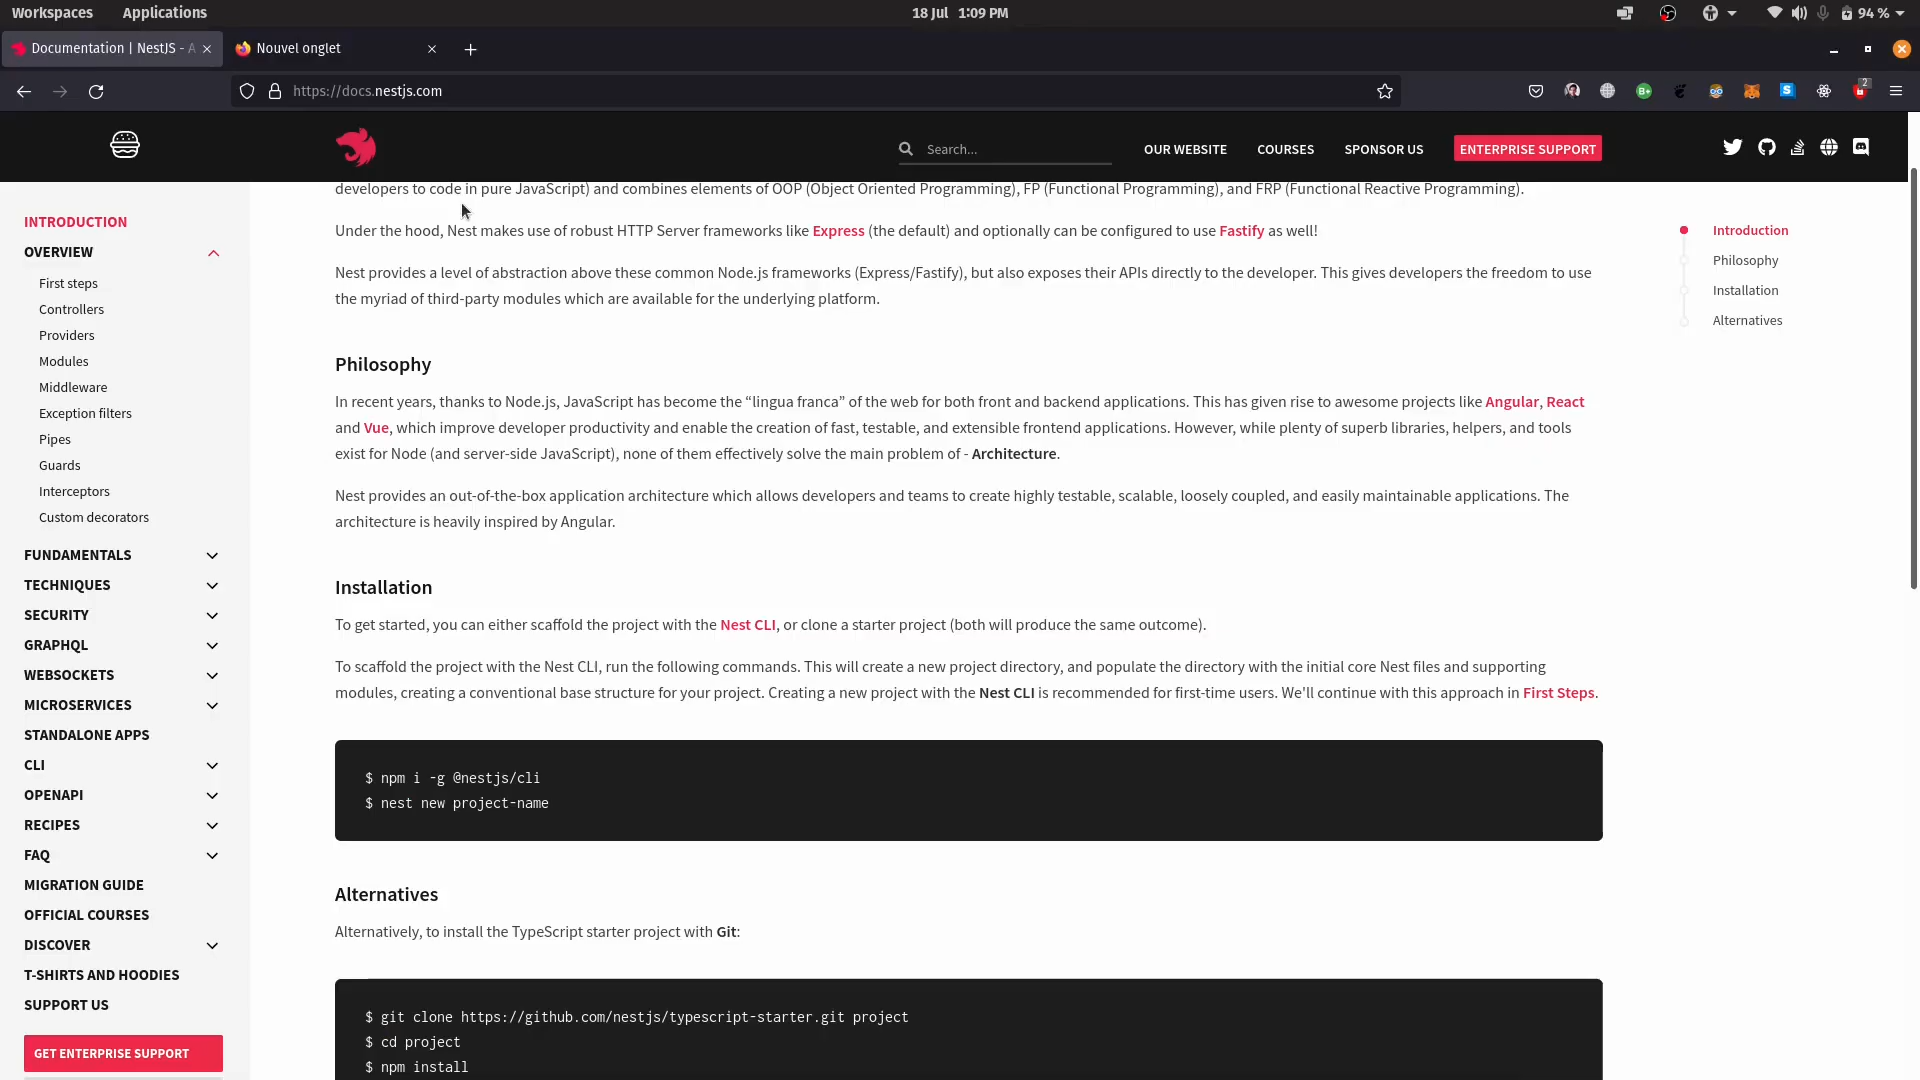 Workspaces Applications 18 Jul 1:09 PM 94 %
Documentation | NestJS - A Nouvel onglet
https://docs.nestjs.com 2
Search... OUR WEBSITE COURSES SPONSOR US ENTERPRISE SUPPORT
INTRODUCTION
OVERVIEW
First steps
Controllers
Providers
Modules
Middleware
Exception filters
Pipes
Guards
Interceptors
Custom decorators
FUNDAMENTALS
TECHNIQUES
SECURITY
GRAPHQL
WEBSOCKETS
MICROSERVICES
STANDALONE APPS
CLI
OPENAPI
RECIPES
FAQ
MIGRATION GUIDE
OFFICIAL COURSES
DISCOVER
T-SHIRTS AND HOODIES
SUPPORT US
GET ENTERPRISE SUPPORT
developers to code in pure JavaScript) and combines elements of OOP (Object Oriented Programming), FP (Functional Programming), and FRP (Functional Reactive Programming).
Under the hood, Nest makes use of robust HTTP Server frameworks like Express (the default) and optionally can be configured to use Fastify as well!
Nest provides a level of abstraction above these common Node.js frameworks (Express/Fastify), but also exposes their APIs directly to the developer. This gives developers the freedom to use
the myriad of third-party modules which are available for the underlying platform.
Philosophy
In recent years, thanks to Node.js, JavaScript has become the “lingua franca” of the web for both front and backend applications. This has given rise to awesome projects like Angular, React
and Vue, which improve developer productivity and enable the creation of fast, testable, and extensible frontend applications. However, while plenty of superb libraries, helpers, and tools
exist for Node (and server-side JavaScript), none of them effectively solve the main problem of - Architecture.
Nest provides an out-of-the-box application architecture which allows developers and teams to create highly testable, scalable, loosely coupled, and easily maintainable applications. The
architecture is heavily inspired by Angular.
Installation
To get started, you can either scaffold the project with the Nest CLI, or clone a starter project (both will produce the same outcome).
To scaffold the project with the Nest CLI, run the following commands. This will create a new project directory, and populate the directory with the initial core Nest files and supporting
modules, creating a conventional base structure for your project. Creating a new project with the Nest CLI is recommended for first-time users. We'll continue with this approach in First Steps.
$ npm i -g @nestjs/cli
$ nest new project-name
Alternatives
Alternatively, to install the TypeScript starter project with Git:
$ git clone https://github.com/nestjs/typescript-starter.git project
$ cd project
$ npm install
Introduction
Philosophy
Installation
Alternatives